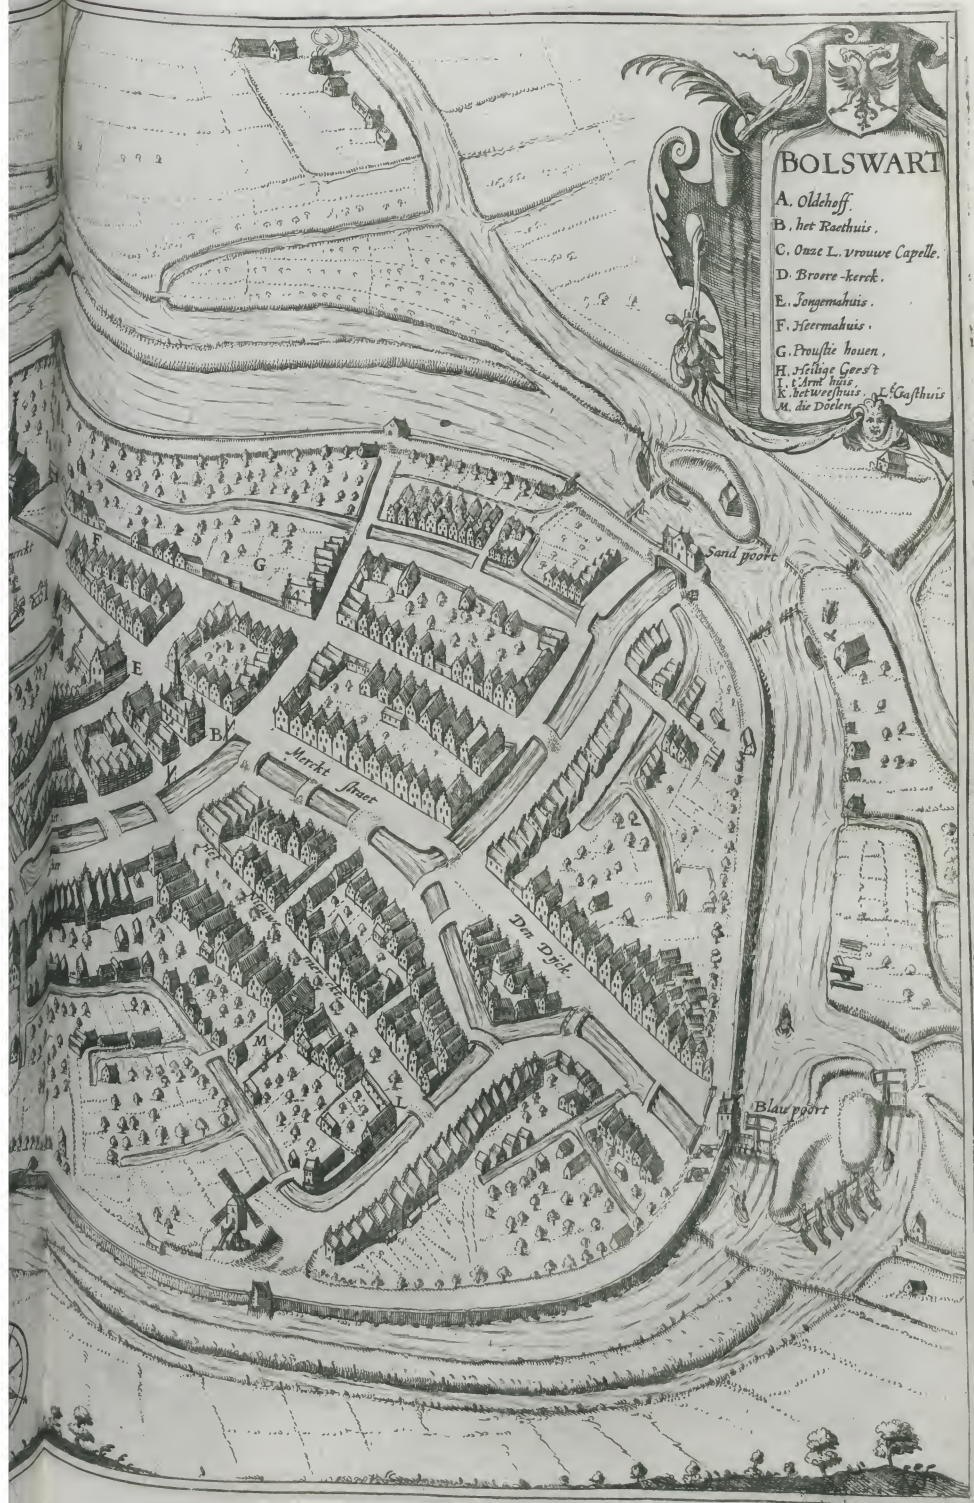 BOLSWART
A. Oldehoff.
B. het Raethuis.
C. Onze L. vrouwe Capelle.
D. Broere-kerck.
E. Jongemahuis.
F. Heermahuis.
G. Proustie houen.
H. Heilige Geest
I. t'Arm huis.
K. het weeshuis. L. t Gasthuis
M. die Doelen
Sand poort
F
G
E
B
K
Merckt
straet
Den Dÿck.
M
L
Blau poort